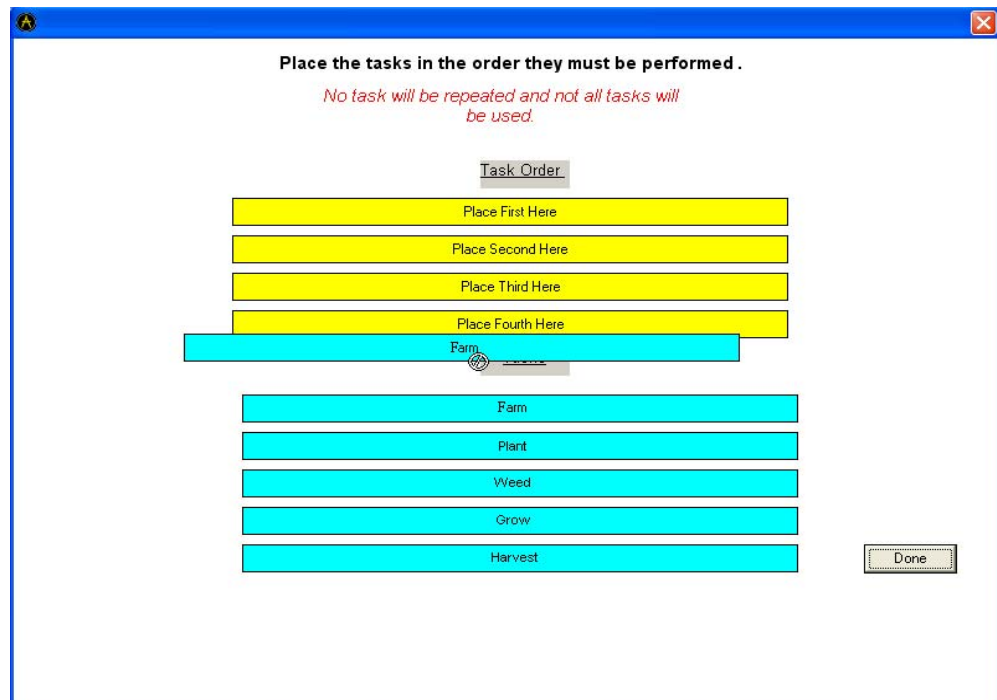 Place the tasks in the order they must be performed .
No task will be repeated and not all tasks will
be used.
Task Order
Place First Here
Place Second Here
Place Third Here
Place Fourth Here
Farm
Farm
Plant
Weed
Grow
Harvest
Done